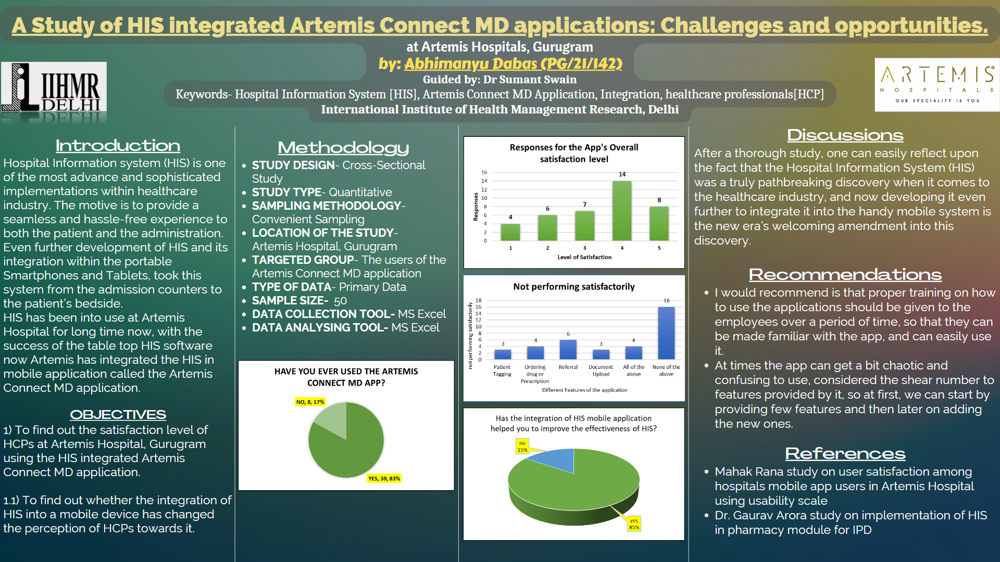 A Study of HIS integrated Artemis Connect MD applications: Challenges and opportunities.
at Artemis Hospitals, Gurugram
by: Abhimanyu Dabas (PG/21/142)
Guided by: Dr Sumant Swain
Keywords- Hospital Information System [HIS], Artemis Connect MD Application, Integration, healthcare professionals[HCP]
International Institute of Health Management Research, Delhi
IIHMR
DELHI
ARTEMIS®
HOSPITALS
OUR SPECIALITY IS YOU
Introduction
Hospital Information system (HIS) is one
of the most advance and sophisticated
implementations within healthcare
industry. The motive is to provide a
seamless and hassle-free experience to
both the patient and the administration.
Even further development of HIS and its
integration within the portable
Smartphones and Tablets, took this
system from the admission counters to
the patient's bedside.
HIS has been into use at Artemis
Hospital for long time now, with the
success of the table top HIS software
now Artemis has integrated the HIS in
mobile application called the Artemis
Connect MD application.
OBJECTIVES
1) To find out the satisfaction level of
HCPs at Artemis Hospital, Gurugram
using the HIS integrated Artemis
Connect MD application.
1.1) To find out whether the integration of
HIS into a mobile device has changed
the perception of HCPs towards it.
Methodology
• STUDY DESIGN- Cross-Sectional
Study
• STUDY TYPE- Quantitative
• SAMPLING METHODOLOGY-
Convenient Sampling
• LOCATION OF THE STUDY-
Artemis Hospital, Gurugram
• TARGETED GROUP- The users of the
Artemis Connect MD application
• TYPE OF DATA- Primary Data
• SAMPLE SIZE- 50
• DATA COLLECTION TOOL- MS Excel
• DATA ANALYSING TOOL- MS Excel
HAVE YOU EVER USED THE ARTEMIS
CONNECT MD APP?
NO, 8, 17%
YES, 39, 83%
Responses for the App's Overall
satisfaction level
Responses
16
14
12
10
8
6
4
2
0
4
6
7
14
8
1 2 3 4 5
Level of Satisfaction
Not performing satisfactorily
not performing satisfactorily
18
16
14
12
10
8
6
4
2
0
3
4
6
3
4
16
Patient
Tagging
Ordering
drug or
Prescription
Referral
Document
Upload
All of the
above
None of the
above
Different Features of the application
Has the integration of HIS mobile application
helped you to improve the effectiveness of HIS?
no
15%
yes
85%
Discussions
After a thorough study, one can easily reflect upon
the fact that the Hospital Information System (HIS)
was a truly pathbreaking discovery when it comes to
the healthcare industry, and now developing it even
further to integrate it into the handy mobile system is
the new era's welcoming amendment into this
discovery.
Recommendations
• I would recommend is that proper training on how
to use the applications should be given to the
employees over a period of time, so that they can
be made familiar with the app, and can easily use
it.
• At times the app can get a bit chaotic and
confusing to use, considered the shear number to
features provided by it, so at first, we can start by
providing few features and then later on adding
the new ones.
References
• Mahak Rana study on user satisfaction among
hospitals mobile app users in Artemis Hospital
using usability scale
• Dr. Gaurav Arora study on implementation of HIS
in pharmacy module for IPD